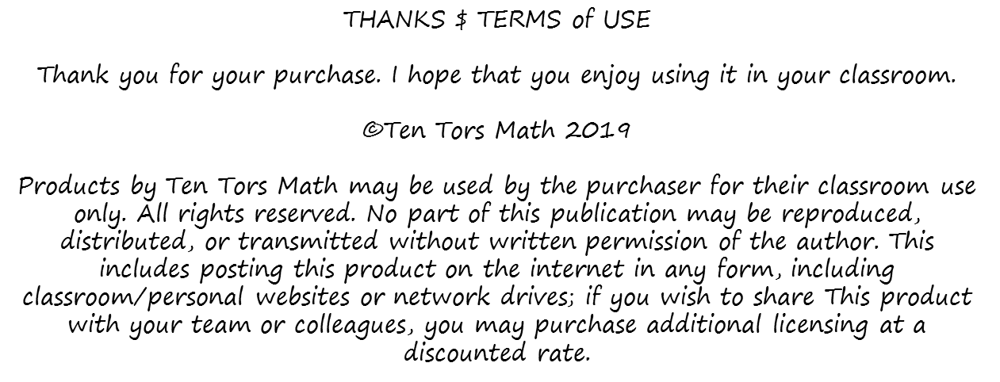 THANKS $ TERMS of USE
Thank you for your purchase. I hope that you enjoy using it in your classroom.
©Ten Tors Math 2019
Products by Ten Tors Math may be used by the purchaser for their classroom use
only. All rights reserved. No part of this publication may be reproduced,
distributed, or transmitted without written permission of the author. This
includes posting this product on the internet in any form, including
classroom/personal websites or network drives; if you wish to share This product
with your team or colleagues, you may purchase additional licensing at a
discounted rate.